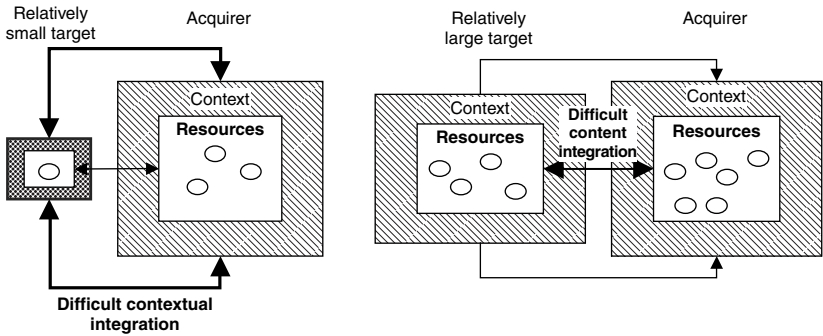 Relatively
small target
Acquirer
Context
Resources
Difficult contextual
integration
Relatively
large target
Acquirer
Context
Resources
Difficult
content
integration
Context
Resources